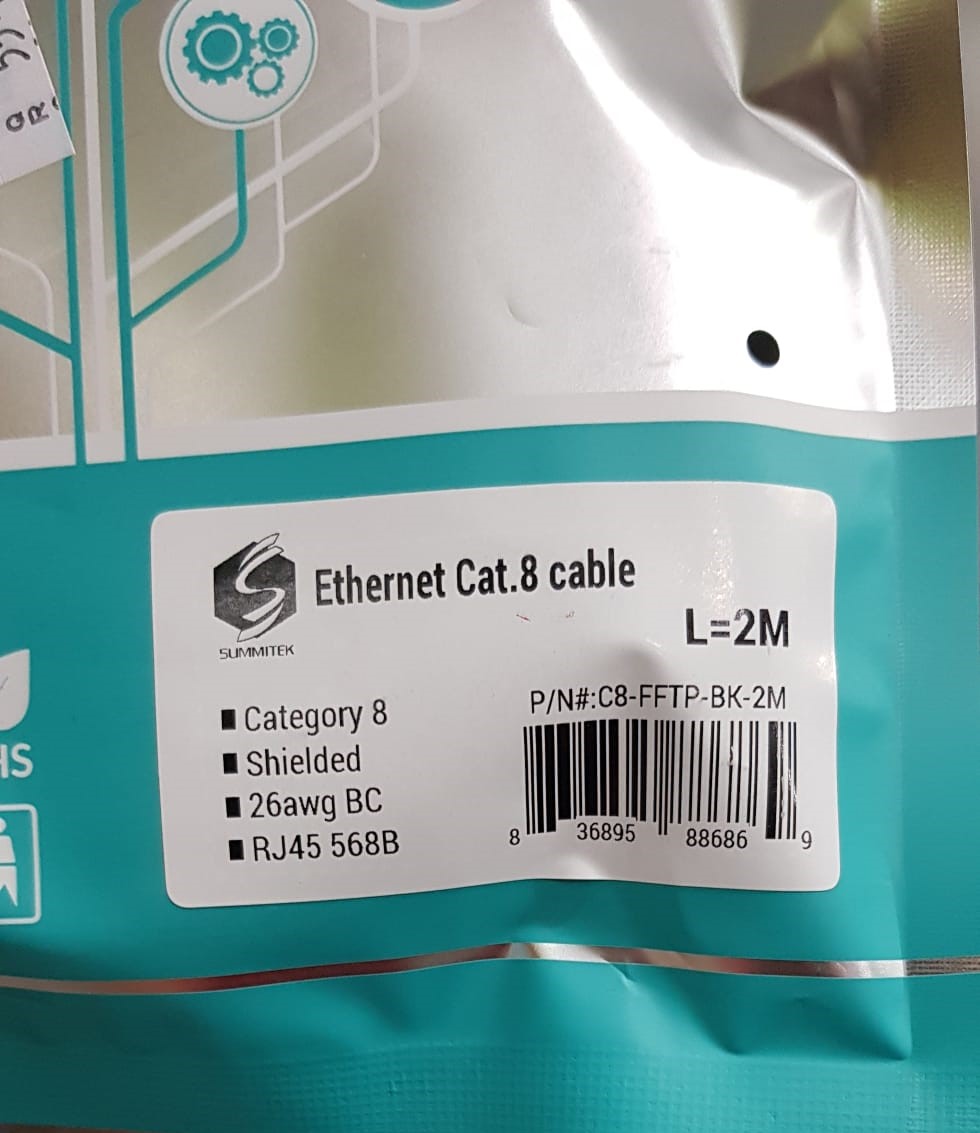 Ethernet Cat.8 cable
SUMMITEK
L=2M
P/N#:C8-FFTP-BK-2M
■ Category 8
■ Shielded
■ 26awg BC
■ RJ45 568B
8 36895 88686 9